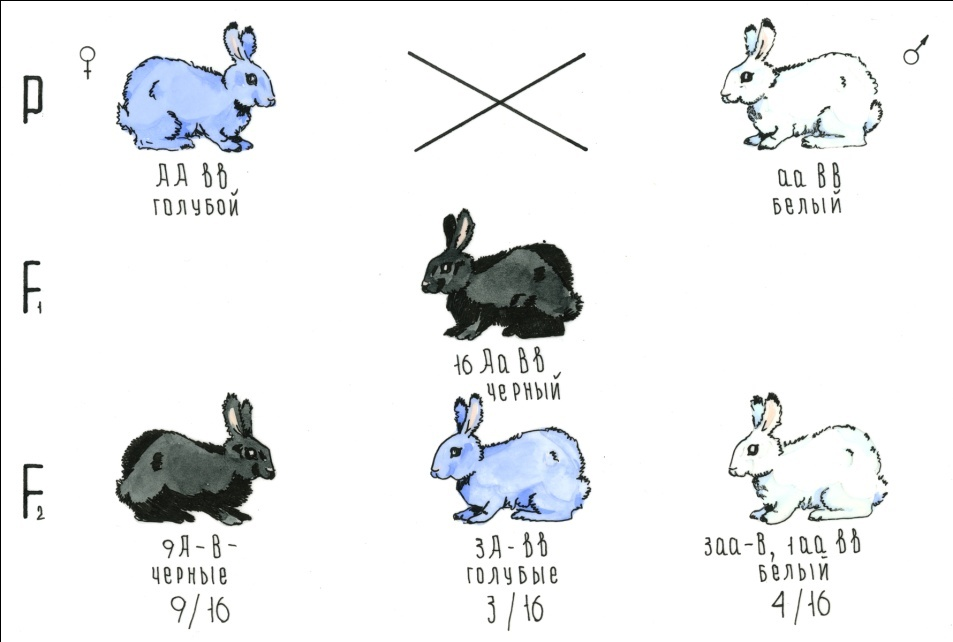 P ♀ ♂
АА вв аа ВВ
голубой белый
F₁
16 Аа Вв
черный
F₂
9А-В- 3А-вв 3аа-В, 1аа вв
черные голубые белый
9/16 3/16 4/16